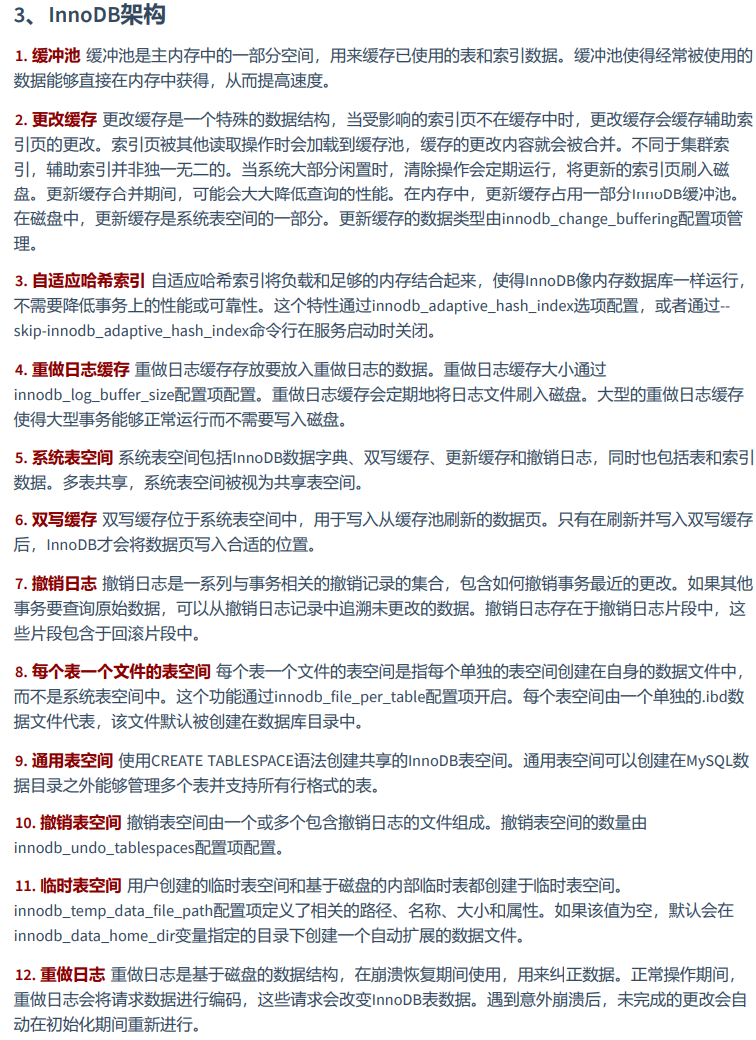 3、InnoDB架构
1. 缓冲池 缓冲池是主内存中的一部分空间，用来缓存已使用的表和索引数据。缓冲池使得经常被使用的
数据能够直接在内存中获得，从而提高速度。
2. 更改缓存 更改缓存是一个特殊的数据结构，当受影响的索引页不在缓存中时，更改缓存会缓存辅助索
引页的更改。索引页被其他读取操作时会加载到缓存池，缓存的更改内容就会被合并。不同于集群索
引，辅助索引并非独一无二的。当系统大部分闲置时，清除操作会定期运行，将更新的索引页刷入磁
盘。更新缓存合并期间，可能会大大降低查询的性能。在内存中，更新缓存占用一部分InnoDB缓冲池。
在磁盘中，更新缓存是系统表空间的一部分。更新缓存的数据类型由innodb_change_buffering配置项管
理。
3. 自适应哈希索引 自适应哈希索引将负载和足够的内存结合起来，使得InnoDB像内存数据库一样运行，
不需要降低事务上的性能或可靠性。这个特性通过innodb_adaptive_hash_index选项配置，或者通过--
skip-innodb_adaptive_hash_index命令行在服务启动时关闭。
4. 重做日志缓存 重做日志缓存存放要放入重做日志的数据。重做日志缓存大小通过
innodb_log_buffer_size配置项配置。重做日志缓存会定期地将日志文件刷入磁盘。大型的重做日志缓存
使得大型事务能够正常运行而不需要写入磁盘。
5. 系统表空间 系统表空间包括InnoDB数据字典、双写缓存、更新缓存和撤销日志，同时也包括表和索引
数据。多表共享，系统表空间被视为共享表空间。
6. 双写缓存 双写缓存位于系统表空间中，用于写入从缓存池刷新的数据页。只有在刷新并写入双写缓存
后，InnoDB才会将数据页写入合适的位置。
7. 撤销日志 撤销日志是一系列与事务相关的撤销记录的集合，包含如何撤销事务最近的更改。如果其他
事务要查询原始数据，可以从撤销日志记录中追溯未更改的数据。撤销日志存在于撤销日志片段中，这
些片段包含于回滚片段中。
8. 每个表一个文件的表空间 每个表一个文件的表空间是指每个单独的表空间创建在自身的数据文件中，
而不是系统表空间中。这个功能通过innodb_file_per_table配置项开启。每个表空间由一个单独的.ibd数
据文件代表，该文件默认被创建在数据库目录中。
9. 通用表空间 使用CREATE TABLESPACE语法创建共享的InnoDB表空间。通用表空间可以创建在MySQL数
据目录之外能够管理多个表并支持所有行格式的表。
10. 撤销表空间 撤销表空间由一个或多个包含撤销日志的文件组成。撤销表空间的数量由
innodb_undo_tablespaces配置项配置。
11. 临时表空间 用户创建的临时表空间和基于磁盘的内部临时表都创建于临时表空间。
innodb_temp_data_file_path配置项定义了相关的路径、名称、大小和属性。如果该值为空，默认会在
innodb_data_home_dir变量指定的目录下创建一个自动扩展的数据文件。
12. 重做日志 重做日志是基于磁盘的数据结构，在崩溃恢复期间使用，用来纠正数据。正常操作期间，
重做日志会将请求数据进行编码，这些请求会改变InnoDB表数据。遇到意外崩溃后，未完成的更改会自
动在初始化期间重新进行。